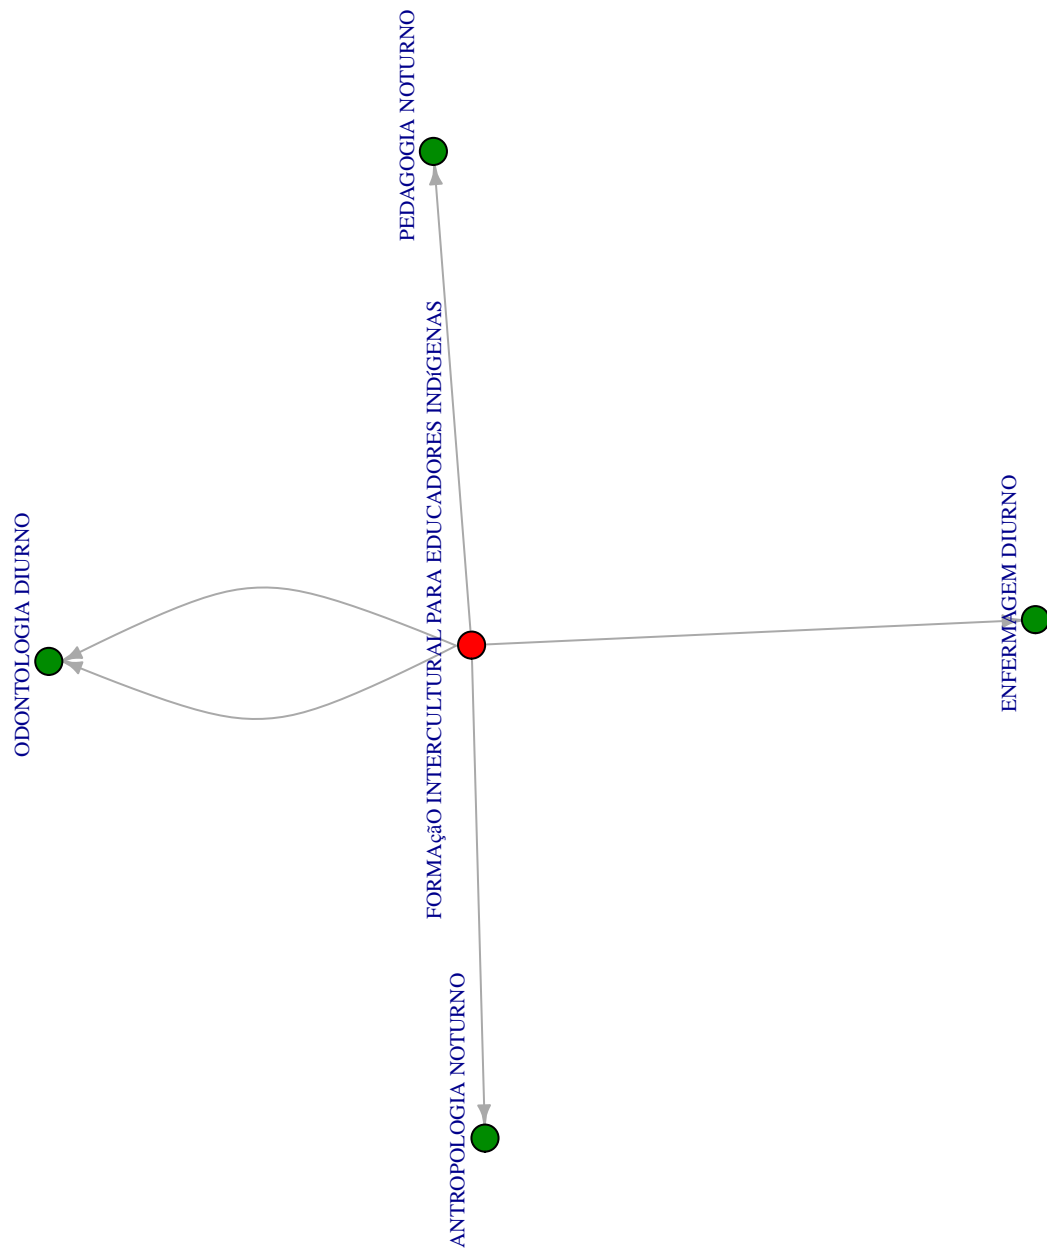 PEDAGOGIA NOTURNO
FORMAçãO INTERCULTURAL PARA EDUCADORES INDíGENAS
ENFERMAGEM DIURNO
ODONTOLOGIA DIURNO
ANTROPOLOGIA NOTURNO